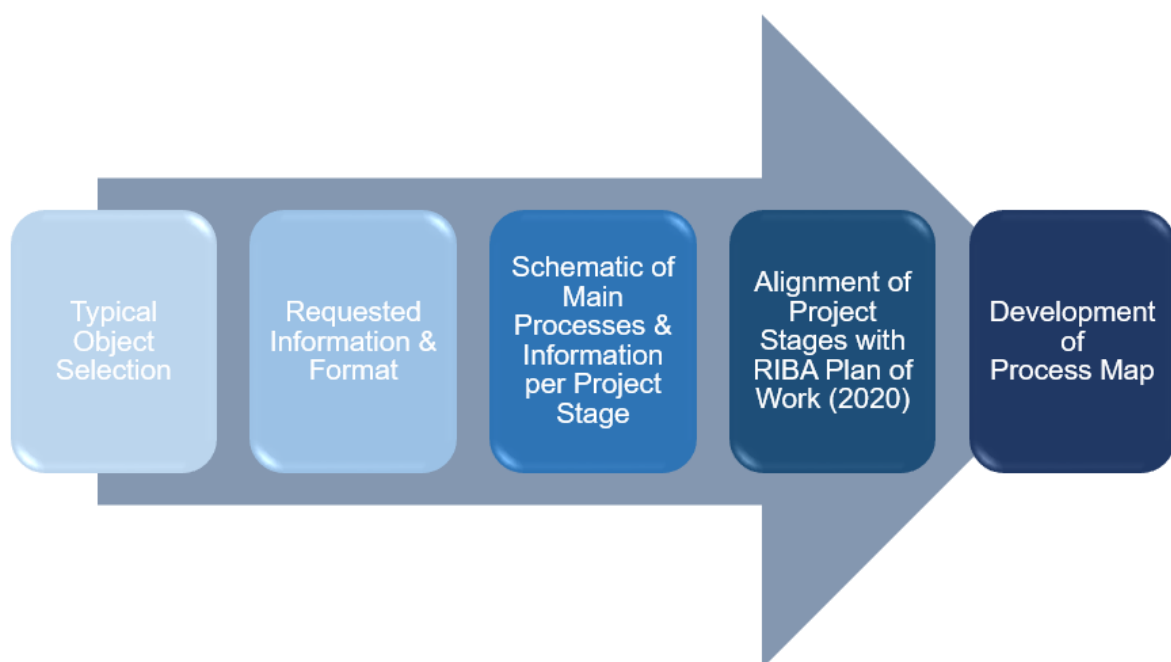 Typical
Object
Selection
Requested
Information &
Format
Schematic of
Main
Processes &
Information
per Project
Stage
Alignment of
Project
Stages with
RIBA Plan of
Work (2020)
Development
of
Process Map